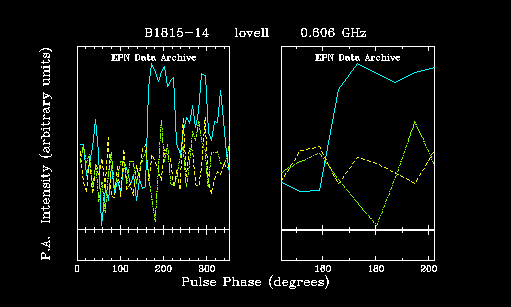 B1815-14 lovell 0.606 GHz
EPN Data Archive EPN Data Archive
P.A. Intensity (arbitrary units)
0 100 200 300 180 190 200
Pulse Phase (degrees)